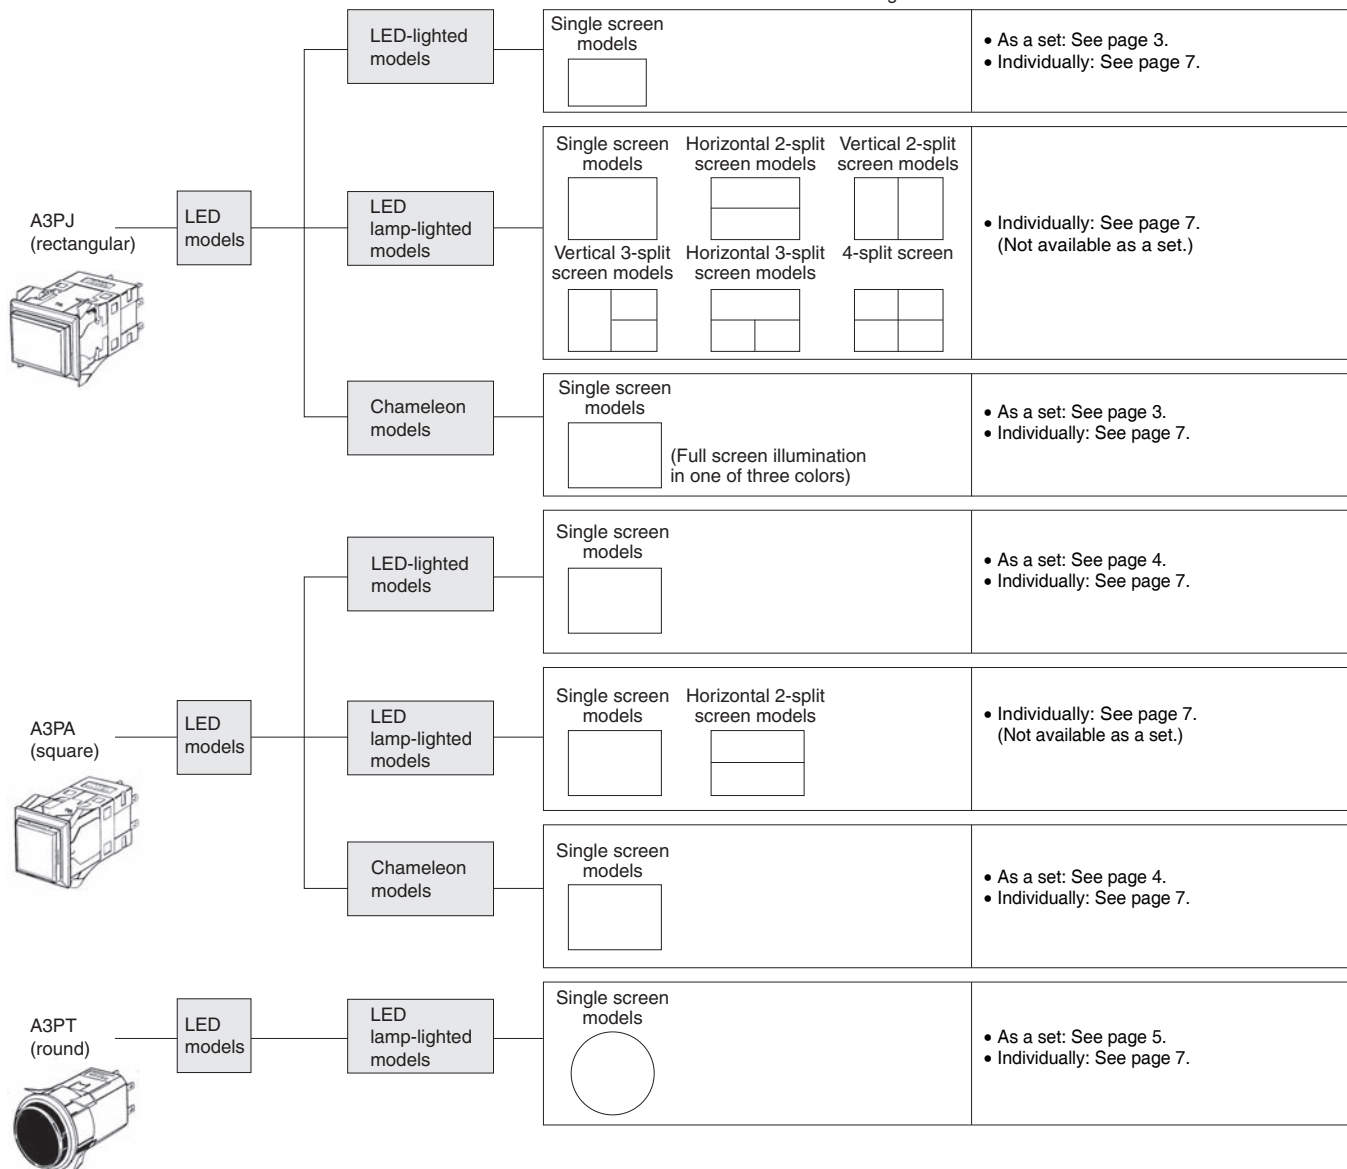 LED-lighted
models
Single screen
models
• As a set: See page 3.
• Individually: See page 7.
A3PJ
(rectangular)
LED
models
LED
lamp-lighted
models
Single screen
models
Horizontal 2-split
screen models
Vertical 2-split
screen models
Vertical 3-split
screen models
Horizontal 3-split
screen models
4-split screen
• Individually: See page 7.
(Not available as a set.)
Chameleon
models
Single screen
models
(Full screen illumination
in one of three colors)
• As a set: See page 3.
• Individually: See page 7.
LED-lighted
models
Single screen
models
• As a set: See page 4.
• Individually: See page 7.
A3PA
(square)
LED
models
LED
lamp-lighted
models
Single screen
models
Horizontal 2-split
screen models
• Individually: See page 7.
(Not available as a set.)
Chameleon
models
Single screen
models
• As a set: See page 4.
• Individually: See page 7.
A3PT
(round)
LED
models
LED
lamp-lighted
models
Single screen
models
• As a set: See page 5.
• Individually: See page 7.